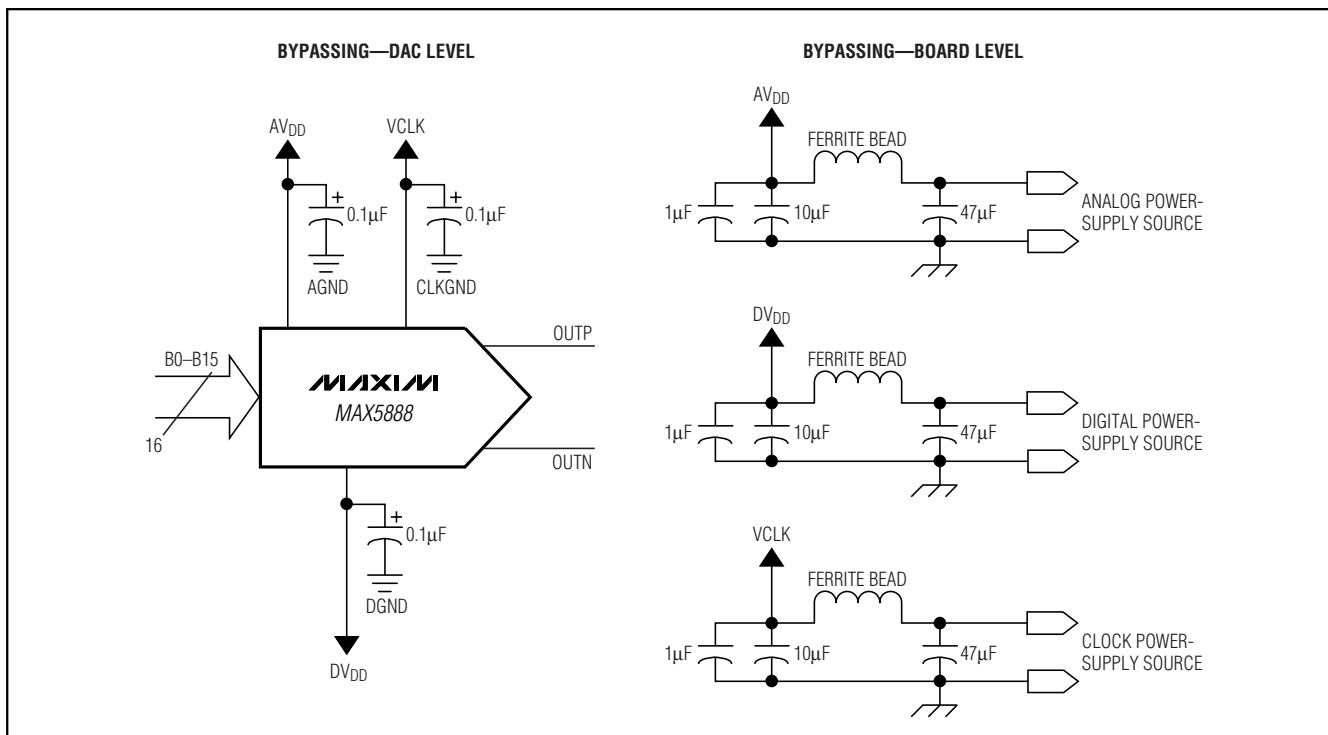 BYPASSING—DAC LEVEL
AVDD
VCLK
+
0.1µF
+
0.1µF
AGND
CLKGND
B0–B15
16
MAXIM
MAX5888
OUTP
OUTN
+
0.1µF
DGND
DVDD
BYPASSING—BOARD LEVEL
AVDD
FERRITE BEAD
1µF
10µF
47µF
ANALOG POWER-
SUPPLY SOURCE
DVDD
FERRITE BEAD
1µF
10µF
47µF
DIGITAL POWER-
SUPPLY SOURCE
VCLK
FERRITE BEAD
1µF
10µF
47µF
CLOCK POWER-
SUPPLY SOURCE